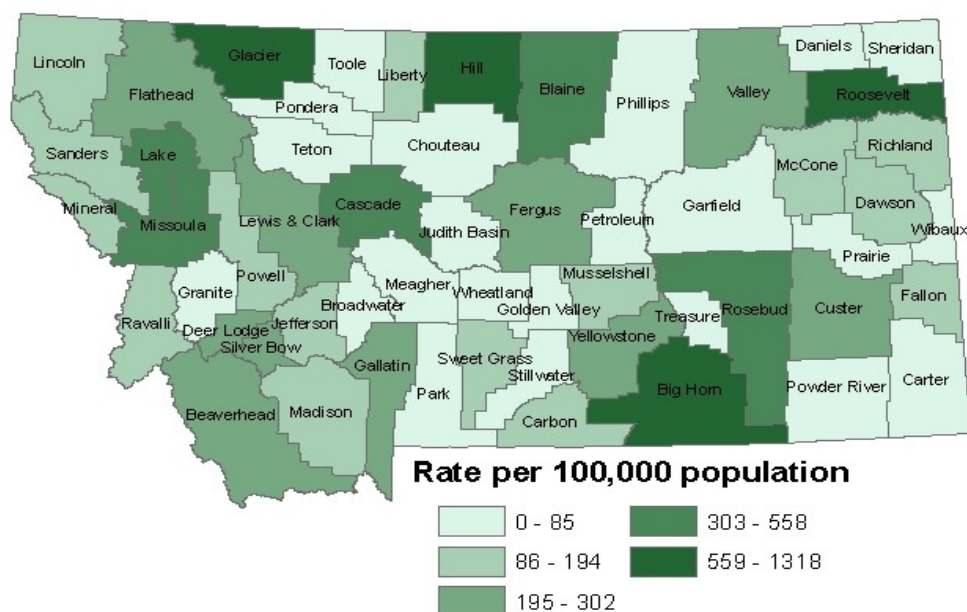 Lincoln
Glacier
Toole
Liberty
Hill
Blaine
Phillips
Valley
Daniels
Sheridan
Roosevelt
Flathead
Pondera
Teton
Chouteau
Sanders
Lake
McCone
Richland
Mineral
Missoula
Lewis & Clark
Cascade
Judith Basin
Fergus
Petroleum
Garfield
Dawson
Wibaux
Prairie
Powell
Granite
Ravalli
Deer Lodge
Silver Bow
Jefferson
Broadwater
Meagher
Wheatland
Golden Valley
Musselshell
Treasure
Rosebud
Custer
Fallon
Beaverhead
Madison
Gallatin
Park
Sweet Grass
Stillwater
Yellowstone
Carbon
Big Horn
Powder River
Carter
Rate per 100,000 population
0 - 85
86 - 194
195 - 302
303 - 558
559 - 1318